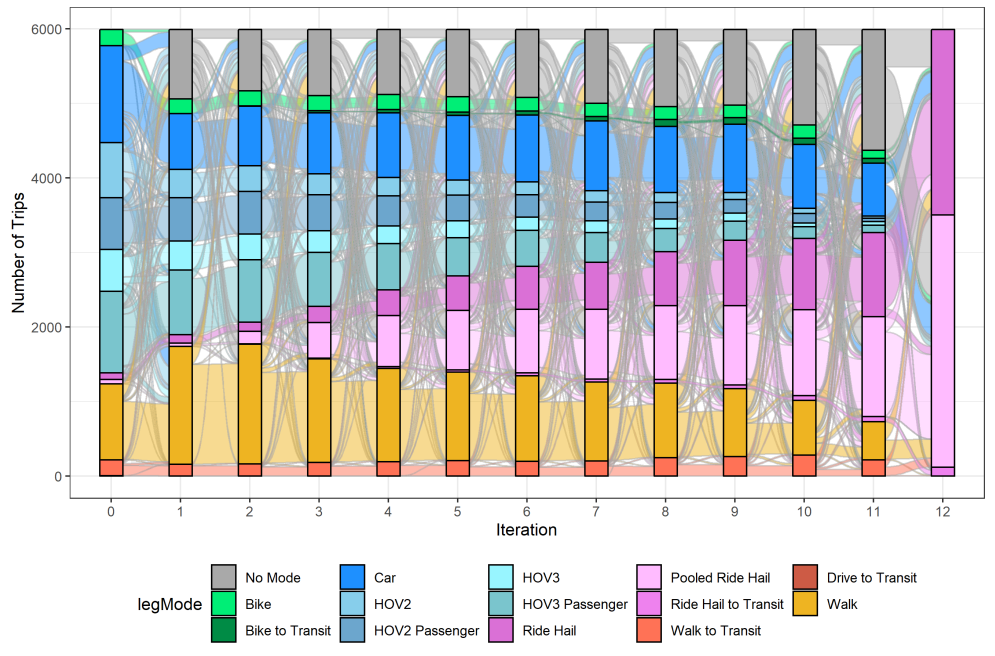 6000
4000
2000
0
Number of Trips
0 1 2 3 4 5 6 7 8 9 10 11 12
Iteration
legMode
No Mode Car HOV3 Pooled Ride Hail Drive to Transit
Bike HOV2 HOV3 Passenger Ride Hail to Transit Walk
Bike to Transit HOV2 Passenger Ride Hail Walk to Transit